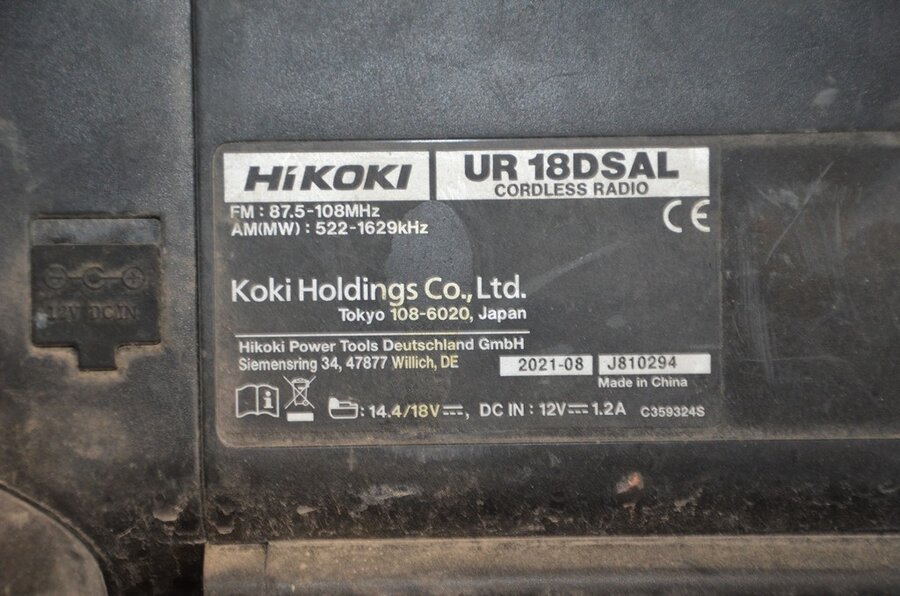 HiKOKI
UR 18DSAL
CORDLESS RADIO
FM : 87.5-108MHz
AM(MW) : 522-1629kHz
CE
Koki Holdings Co.,Ltd.
Tokyo 108-6020, Japan
Hikoki Power Tools Deutschland GmbH
Siemensring 34, 47877 Willich, DE
2021-08
J810294
Made in China
: 14.4/18V⎓, DC IN : 12V⎓1.2A
C359324S
12V DC IN